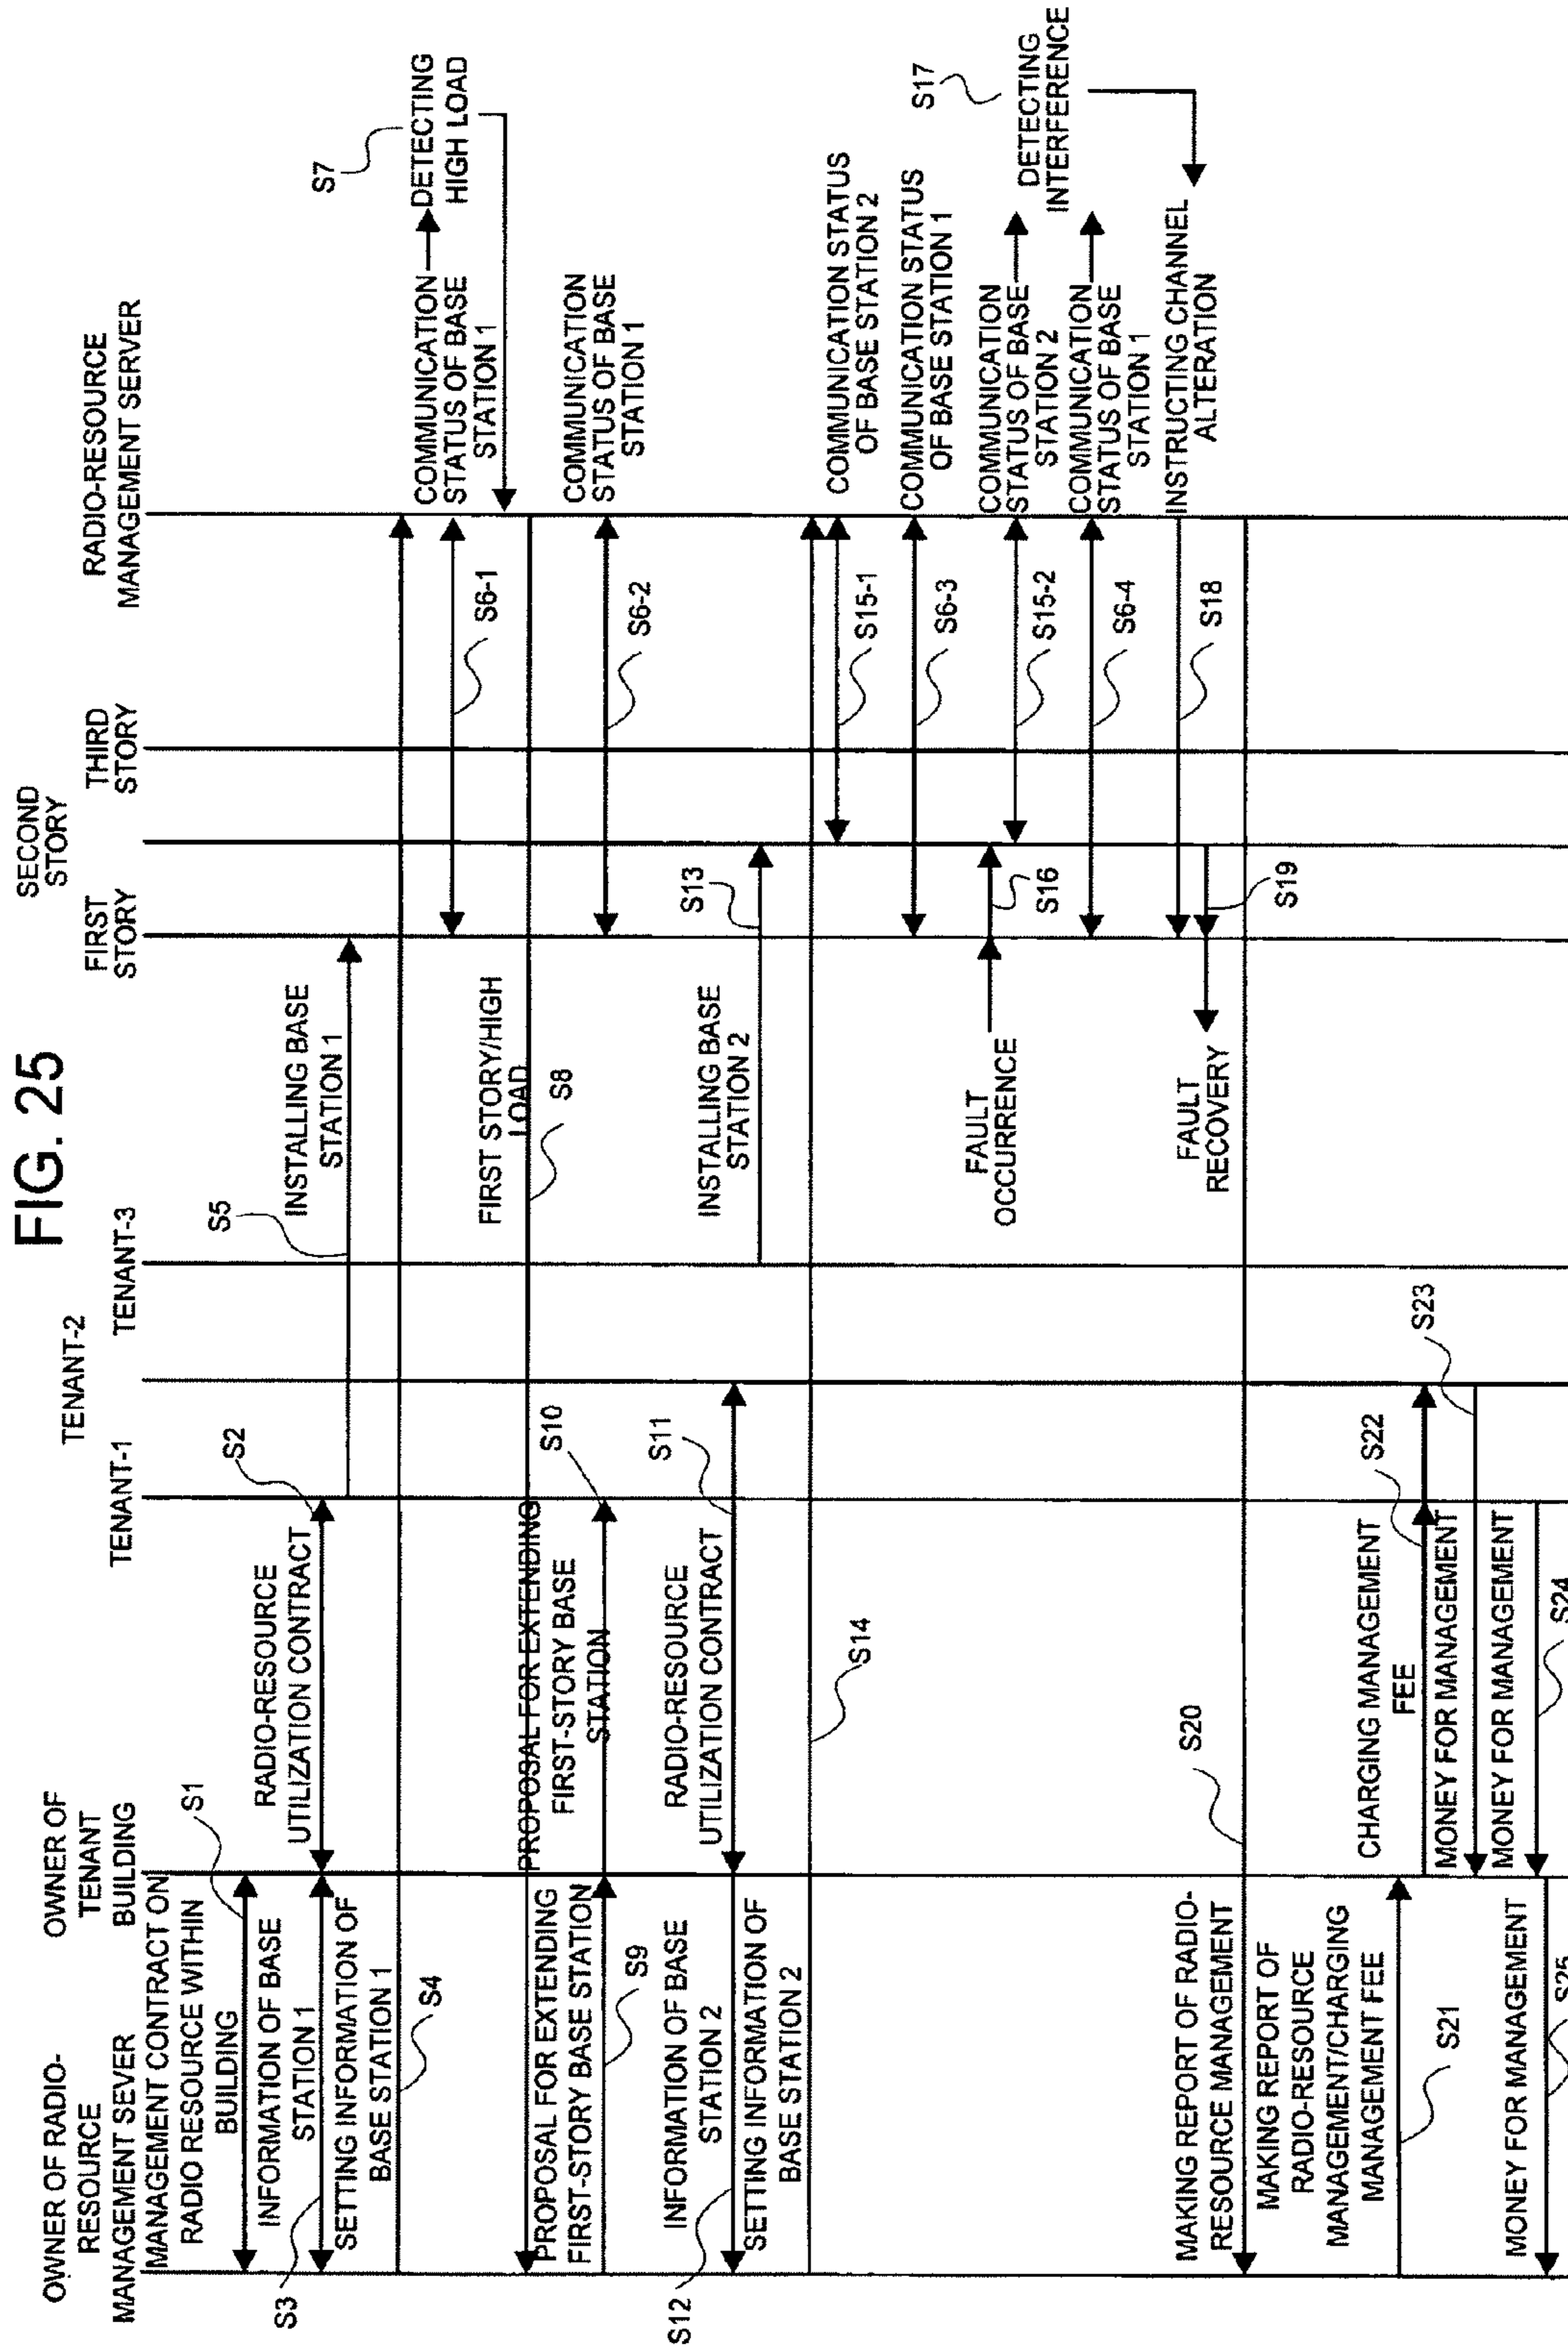 FIG. 25
OWNER OF RADIO-
RESOURCE
MANAGEMENT SEVER
OWNER OF
TENANT
BUILDING
TENANT-1
TENANT-2
TENANT-3
FIRST
STORY
SECOND
STORY
THIRD
STORY
RADIO-RESOURCE
MANAGEMENT SERVER
MANAGEMENT CONTRACT ON
RADIO RESOURCE WITHIN
BUILDING
S1
RADIO-RESOURCE
UTILIZATION CONTRACT
S2
INFORMATION OF BASE
STATION 1
S3
SETTING INFORMATION OF
BASE STATION 1
S4
S5
INSTALLING BASE
STATION 1
S6-1
COMMUNICATION
STATUS OF BASE
STATION 1
S7
DETECTING
HIGH LOAD
FIRST STORY/HIGH
LOAD
S8
PROPOSAL FOR EXTENDING
FIRST-STORY BASE STATION
S9
PROPOSAL FOR EXTENDING
FIRST-STORY BASE
STATION
S10
S6-2
COMMUNICATION
STATUS OF BASE
STATION 1
RADIO-RESOURCE
UTILIZATION CONTRACT
S11
INFORMATION OF BASE
STATION 2
S12
INSTALLING BASE
STATION 2
S13
SETTING INFORMATION OF
BASE STATION 2
S14
S15-1
COMMUNICATION STATUS
OF BASE STATION 2
S6-3
COMMUNICATION STATUS
OF BASE STATION 1
FAULT
OCCURRENCE
S16
S15-2
COMMUNICATION
STATUS OF BASE
STATION 2
S17
DETECTING
INTERFERENCE
S6-4
COMMUNICATION
STATUS OF BASE
STATION 1
S18
INSTRUCTING CHANNEL
ALTERATION
FAULT
RECOVERY
S19
MAKING REPORT OF RADIO-
RESOURCE MANAGEMENT
S20
MAKING REPORT OF
RADIO-RESOURCE
MANAGEMENT/CHARGING
MANAGEMENT FEE
S21
CHARGING MANAGEMENT
FEE
S22
MONEY FOR MANAGEMENT
S23
MONEY FOR MANAGEMENT
S24
MONEY FOR MANAGEMENT
S25